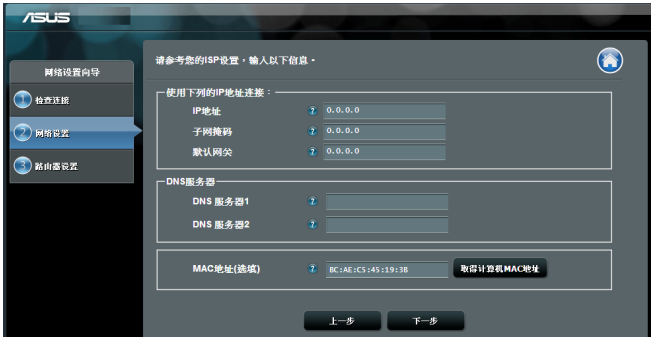 ASUS
网络设置向导
1 检查连接
2 网络设置
3 路由器设置
请参考您的ISP设置，输入以下信息。
使用下列的IP地址连接：
IP地址 ? 0.0.0.0
子网掩码 ? 0.0.0.0
默认网关 ? 0.0.0.0
DNS服务器
DNS 服务器1 ?
DNS 服务器2 ?
MAC地址(选填) ? BC:AE:C5:45:19:3B 取得计算机MAC地址
上一步 下一步